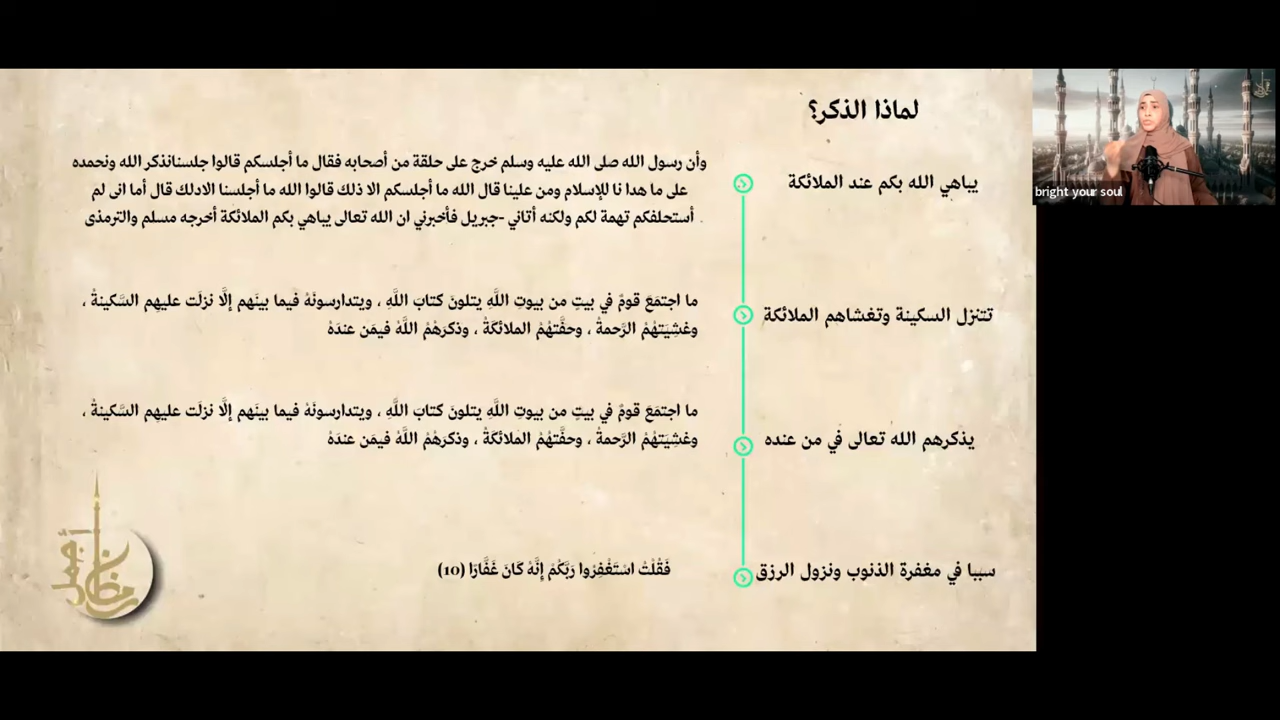 لماذا الذكر؟
يباهي الله بكم عند الملائكة
وأن رسول الله صلى الله عليه وسلم خرج على حلقة من أصحابه فقال ما أجلسكم قالوا جلسنانذكر الله ونحمده
على ما هدا نا للإسلام ومن علينا قال الله ما أجلسكم الا ذلك قالوا الله ما أجلسنا الادلك قال أما انى لم
أستحلفكم تهمة لكم ولكنه أتاني -جبريل فأخبرني ان الله تعالى يباهي بكم الملائكة أخرجه مسلم والترمذى
تتنزل السكينة وتغشاهم الملائكة
ما اجتمَعَ قومٌ في بيتٍ من بيوتِ اللَّهِ يتلونَ كتابَ اللَّهِ ، ويتدارسونَهُ فيما بينَهم إلَّا نزلَت عليهِم السَّكينةُ ،
وغشِيَتهُمُ الرَّحمةُ ، وحفَّتهُمُ الملائكَةُ ، وذكرَهُمُ اللَّهُ فيمَن عندَهُ
يذكرهم الله تعالى في من عنده
ما اجتمَعَ قومٌ في بيتٍ من بيوتِ اللَّهِ يتلونَ كتابَ اللَّهِ ، ويتدارسونَهُ فيما بينَهم إلَّا نزلَت عليهِم السَّكينةُ ،
وغشِيَتهُمُ الرَّحمةُ ، وحفَّتهُمُ الملائكَةُ ، وذكرَهُمُ اللَّهُ فيمَن عندَهُ
سببا في مغفرة الذنوب ونزول الرزق
فَقُلْتُ اسْتَغْفِرُوا رَبَّكُمْ إِنَّهُ كَانَ غَفَّارًا (10)
رمضان أجمل
bright your soul